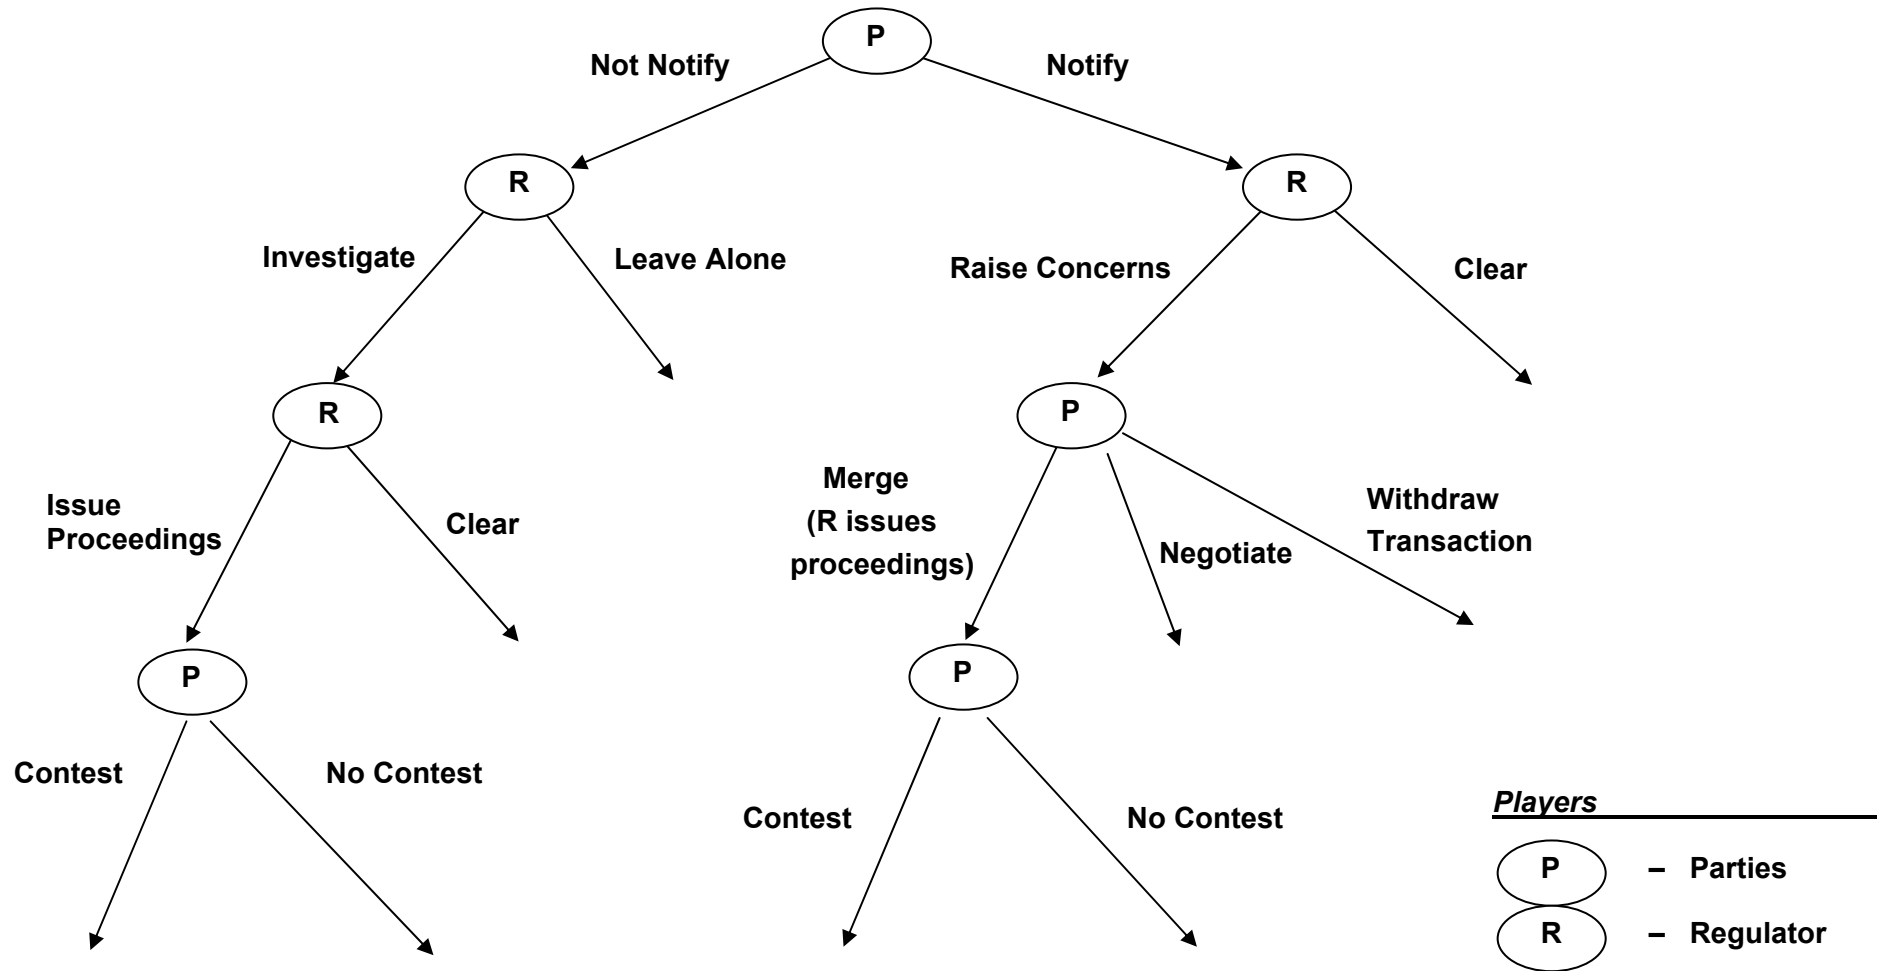 P
Not Notify
Notify
R
R
Investigate
Leave Alone
Raise Concerns
Clear
R
P
Issue
Proceedings
Clear
Merge
(R issues
proceedings)
Negotiate
Withdraw
Transaction
P
P
Contest
No Contest
Contest
No Contest
Players
P – Parties
R – Regulator